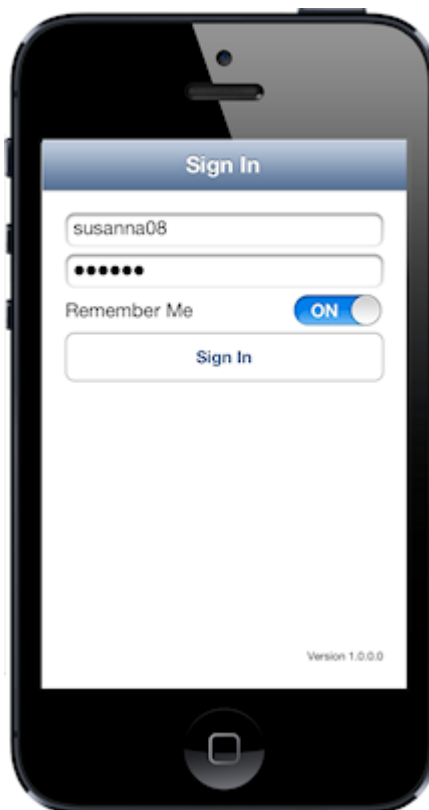 Sign In
susanna08
••••••
Remember Me ON
Sign In
Version 1.0.0.0